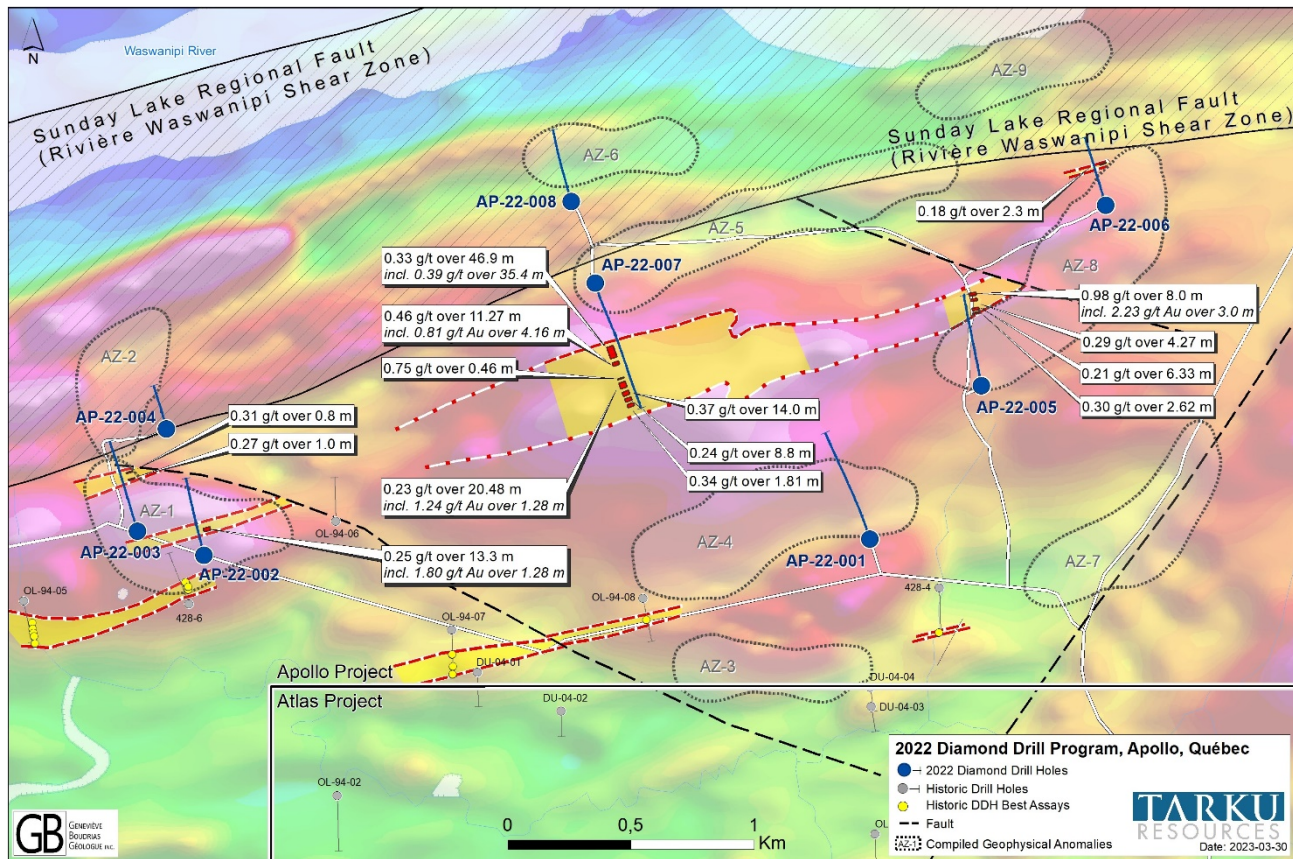 Waswanipi River
N
Sunday Lake Regional Fault
(Rivière Waswanipi Shear Zone)
AZ-9
Sunday Lake Regional Fault
(Rivière Waswanipi Shear Zone)
AZ-6
AP-22-008
0.18 g/t over 2.3 m
AP-22-006
AZ-5
0.33 g/t over 46.9 m
incl. 0.39 g/t over 35.4 m
AP-22-007
AZ-8
0.98 g/t over 8.0 m
incl. 2.23 g/t Au over 3.0 m
0.46 g/t over 11.27 m
incl. 0.81 g/t Au over 4.16 m
0.29 g/t over 4.27 m
AZ-2
0.75 g/t over 0.46 m
0.21 g/t over 6.33 m
AP-22-005
0.30 g/t over 2.62 m
AP-22-004
0.31 g/t over 0.8 m
0.37 g/t over 14.0 m
0.27 g/t over 1.0 m
0.24 g/t over 8.8 m
0.34 g/t over 1.81 m
0.23 g/t over 20.48 m
incl. 1.24 g/t Au over 1.28 m
AZ-1
OL-94-06
AP-22-003
AP-22-002
AZ-4
AP-22-001
AZ-7
0.25 g/t over 13.3 m
incl. 1.80 g/t Au over 1.28 m
OL-94-05
428-6
OL-94-08
428-4
OL-94-07
DU-04-01
AZ-3
Apollo Project
Atlas Project
DU-04-04
DU-04-02
DU-04-03
OL-94-02
OL
2022 Diamond Drill Program, Apollo, Québec
2022 Diamond Drill Holes
Historic Drill Holes
Historic DDH Best Assays
Fault
AZ-1 Compiled Geophysical Anomalies
TARKU
RESOURCES
Date: 2023-03-30
GB
GENEVIÈVE
BOUDRIAS
GÉOLOGUE INC.
0 0,5 1
Km